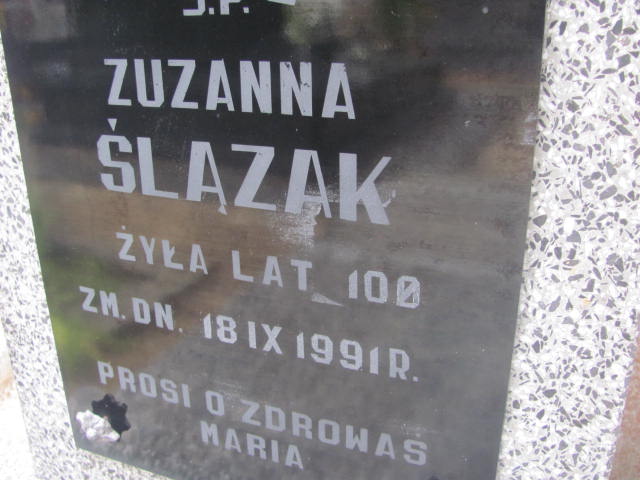 Ś.P.
ZUZANNA
ŚLĄZAK
ŻYŁA LAT 100
ZM. DN. 18 IX 1991 R.
PROSI O ZDROWAŚ
MARIA